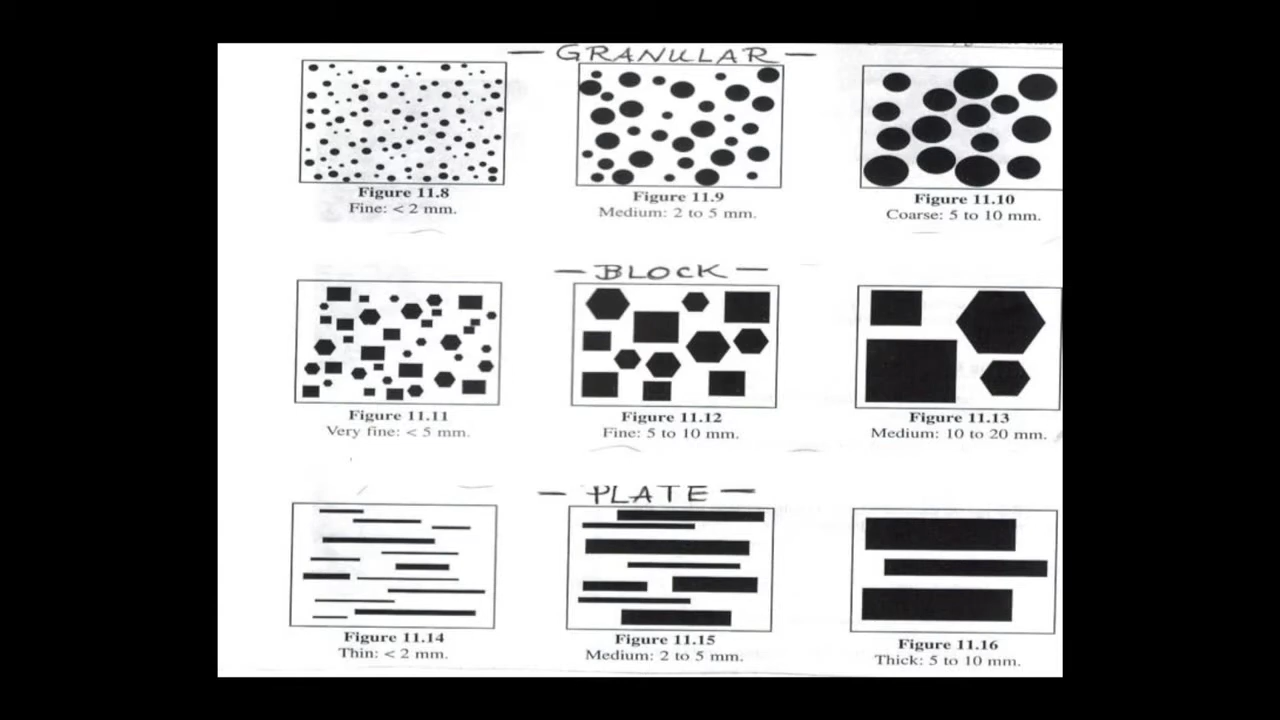 — GRANULAR —
Figure 11.8
Fine: < 2 mm.
Figure 11.9
Medium: 2 to 5 mm.
Figure 11.10
Coarse: 5 to 10 mm.
— BLOCK —
Figure 11.11
Very fine: < 5 mm.
Figure 11.12
Fine: 5 to 10 mm.
Figure 11.13
Medium: 10 to 20 mm.
— PLATE —
Figure 11.14
Thin: < 2 mm.
Figure 11.15
Medium: 2 to 5 mm.
Figure 11.16
Thick: 5 to 10 mm.